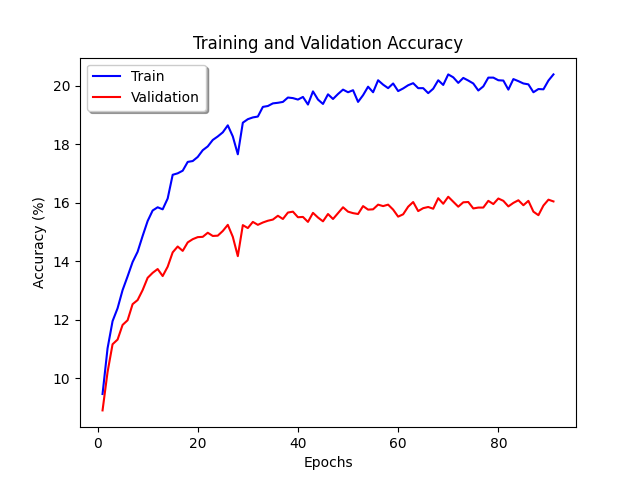 Training and Validation Accuracy
Train
Validation
20
18
16
14
12
10
Accuracy (%)
0
20
40
60
80
Epochs